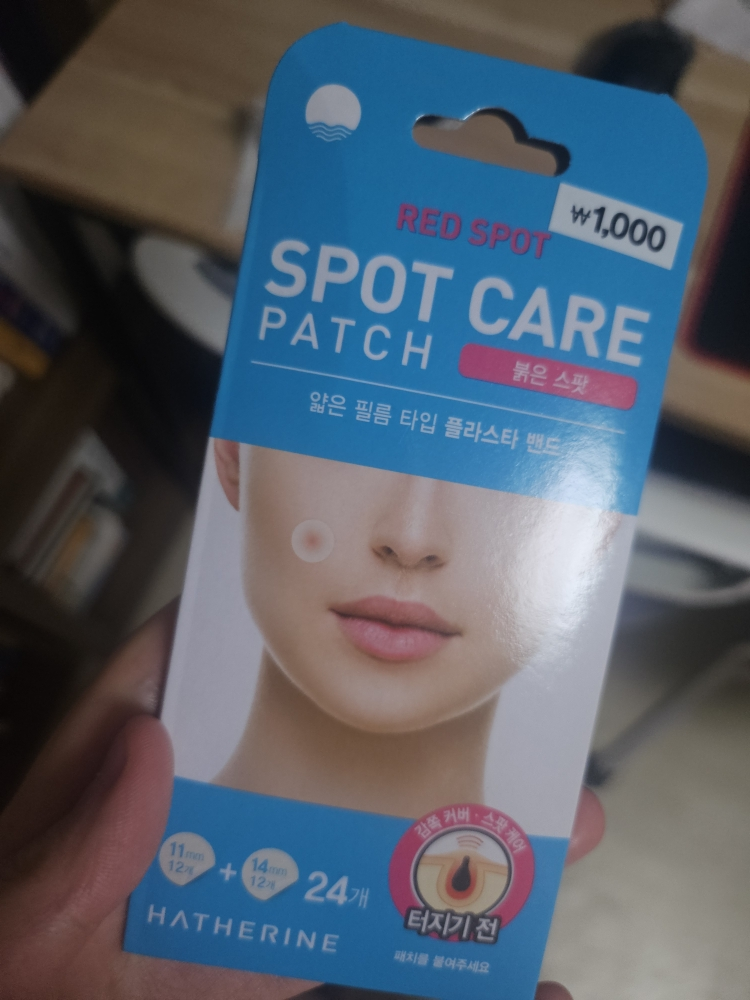 RED SPOT
₩1,000
SPOT CARE
PATCH
붉은 스팟
얇은 필름 타입 플라스타 밴드
감쪽 커버 · 스팟 케어
11mm
12개
+
14mm
12개
24개
터지기 전
HATHERINE
패치를 붙여주세요